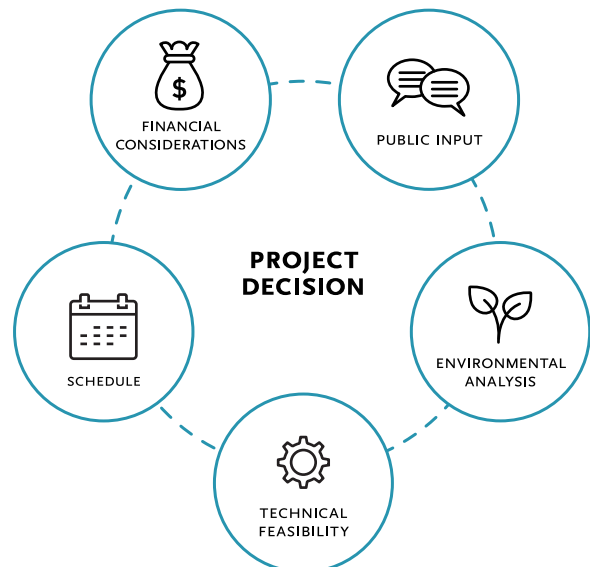 $
FINANCIAL
CONSIDERATIONS
PUBLIC INPUT
PROJECT
DECISION
SCHEDULE
ENVIRONMENTAL
ANALYSIS
TECHNICAL
FEASIBILITY